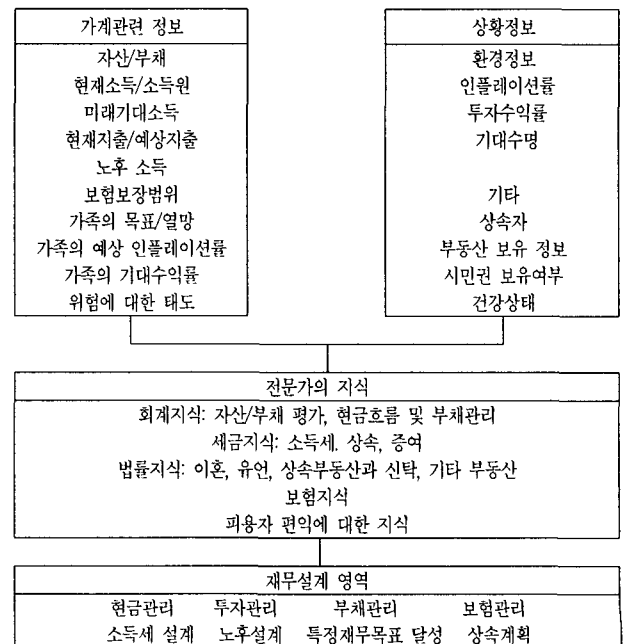 가계관련 정보
자산/부채
현재소득/소득원
미래기대소득
현재지출/예상지출
노후 소득
보험보장범위
가족의 목표/열망
가족의 예상 인플레이션률
가족의 기대수익률
위험에 대한 태도
상황정보
환경정보
인플레이션률
투자수익률
기대수명
기타
상속자
부동산 보유 정보
시민권 보유여부
건강상태
전문가의 지식
회계지식: 자산/부채 평가, 현금흐름 및 부채관리
세금지식: 소득세. 상속, 증여
법률지식: 이혼, 유언, 상속부동산과 신탁, 기타 부동산
보험지식
피용자 편익에 대한 지식
재무설계 영역
현금관리 투자관리 부채관리 보험관리
소득세 설계 노후설계 특정재무목표 달성 상속계획